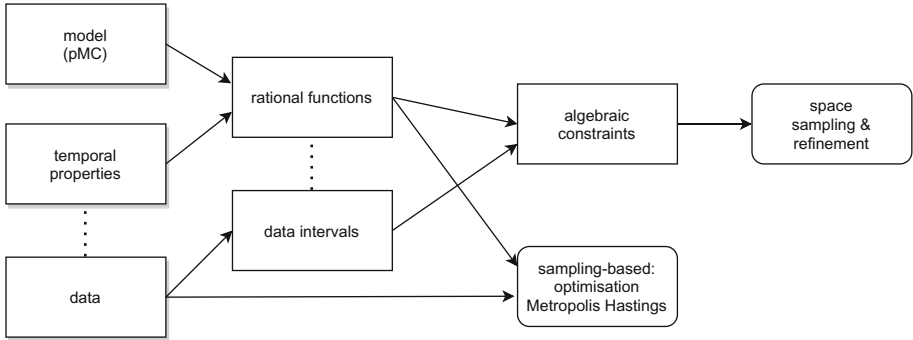 model
(pMC)
temporal
properties
data
rational functions
data intervals
algebraic
constraints
sampling-based:
optimisation
Metropolis Hastings
space
sampling &
refinement